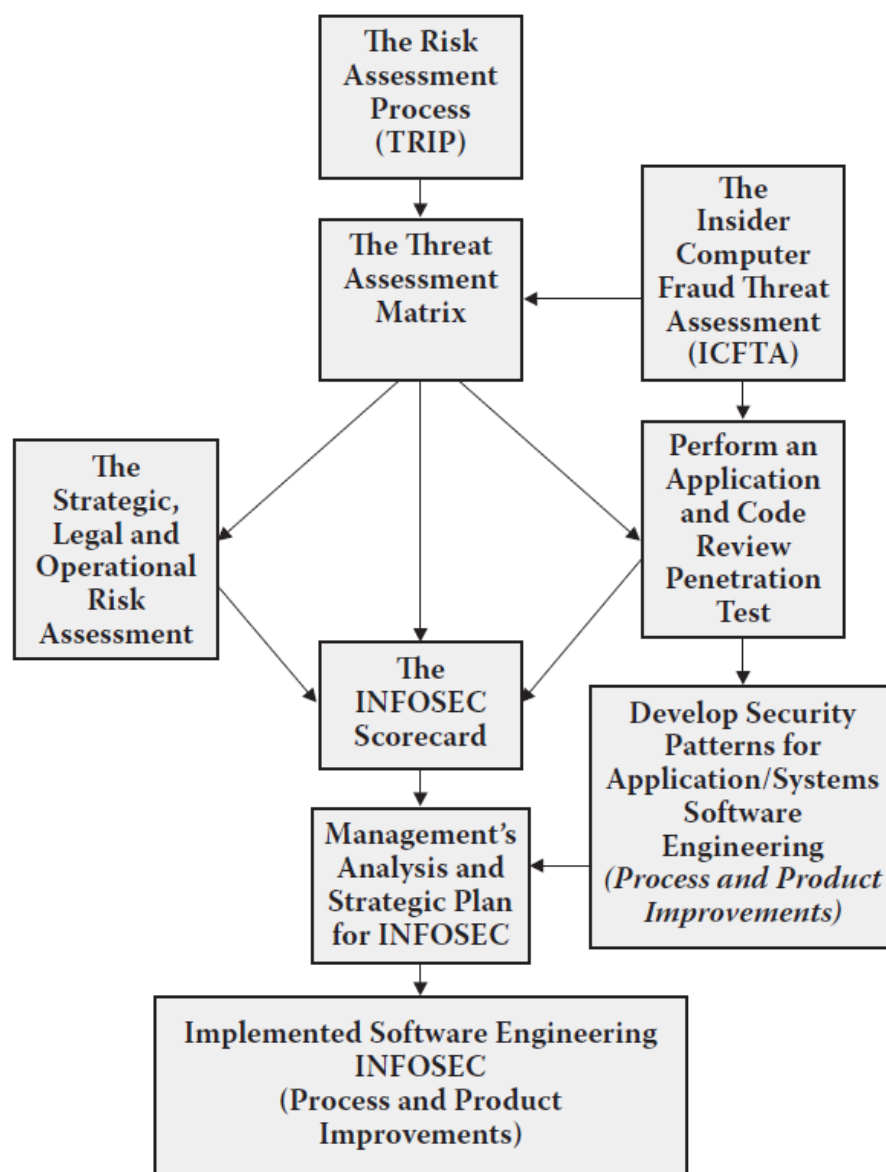 The Risk
Assessment
Process
(TRIP)
The
Insider
Computer
Fraud Threat
Assessment
(ICFTA)
The Threat
Assessment
Matrix
The
Strategic,
Legal and
Operational
Risk
Assessment
Perform an
Application
and Code
Review
Penetration
Test
The
INFOSEC
Scorecard
Develop Security
Patterns for
Application/Systems
Software
Engineering
(Process and Product
Improvements)
Management’s
Analysis and
Strategic Plan
for INFOSEC
Implemented Software Engineering
INFOSEC
(Process and Product
Improvements)